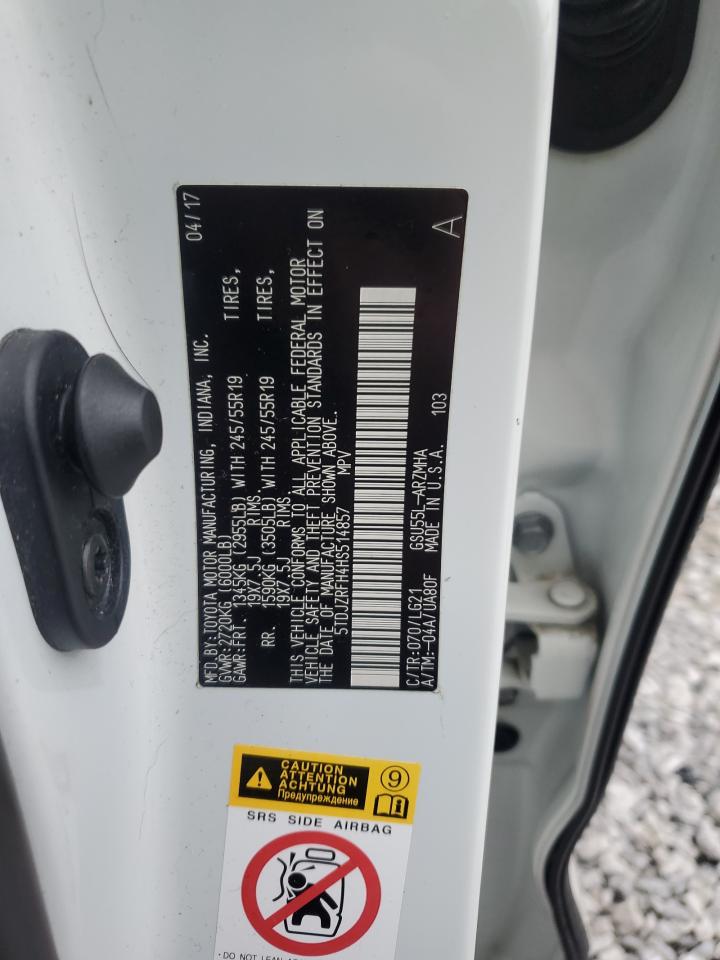 MFD.BY:TOYOTA MOTOR MANUFACTURING, INDIANA, INC. 04/17
GVWR:2720KG (6000LB)
GAWR:FRT. 1345KG (2955LB) WITH 245/55R19 TIRES,
19X7.5J RIMS.
RR. 1590KG (3505LB) WITH 245/55R19 TIRES,
19X7.5J RIMS.
THIS VEHICLE CONFORMS TO ALL APPLICABLE FEDERAL MOTOR
VEHICLE SAFETY AND THEFT PREVENTION STANDARDS IN EFFECT ON
THE DATE OF MANUFACTURE SHOWN ABOVE.
5TDJZRFH4HS514857 MPV
C/TR:070/LG21 GSU55L-ARZMHA
A/TM:-04A/UA80F MADE IN U.S.A. 103
A
CAUTION
ATTENTION
ACHTUNG
Предупреждение
9
SRS SIDE AIRBAG
·DO NOT LEAN